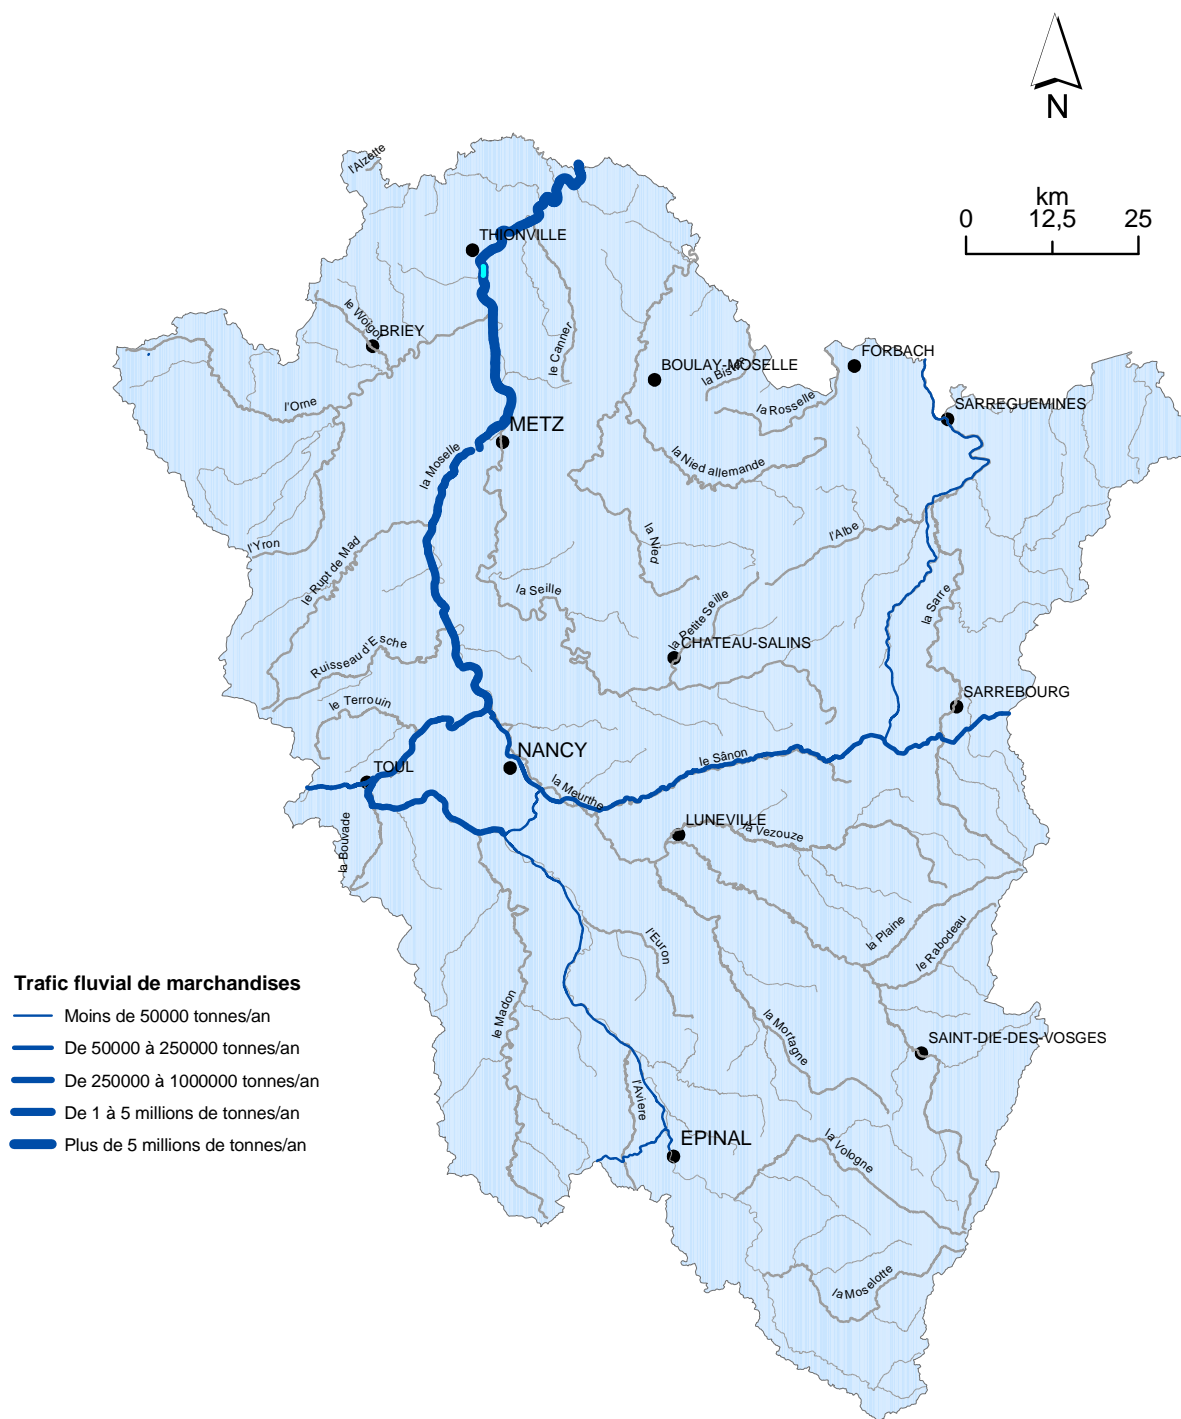 N
km
0 12,5 25
l'Alzette
THIONVILLE
le Woigot
BRIEY
le Canner
BOULAY-MOSELLE
la Bisten
FORBACH
la Rosselle
SARREGUEMINES
l'Orne
METZ
la Moselle
la Nied allemande
l'Yron
le Rupt de Mad
la Nied
l'Albe
la Seille
la Sarre
la Petite Seille
CHATEAU-SALINS
Ruisseau d'Esche
SARREBOURG
le Terrouin
NANCY
le Sânon
TOUL
la Meurthe
LUNEVILLE
la Vezouze
la Bouvade
la Plaine
le Rabodeau
l'Euron
Trafic fluvial de marchandises
Moins de 50000 tonnes/an
De 50000 à 250000 tonnes/an
De 250000 à 1000000 tonnes/an
De 1 à 5 millions de tonnes/an
Plus de 5 millions de tonnes/an
le Madon
la Mortagne
SAINT-DIE-DES-VOSGES
l'Aviere
EPINAL
la Vologne
la Moselotte